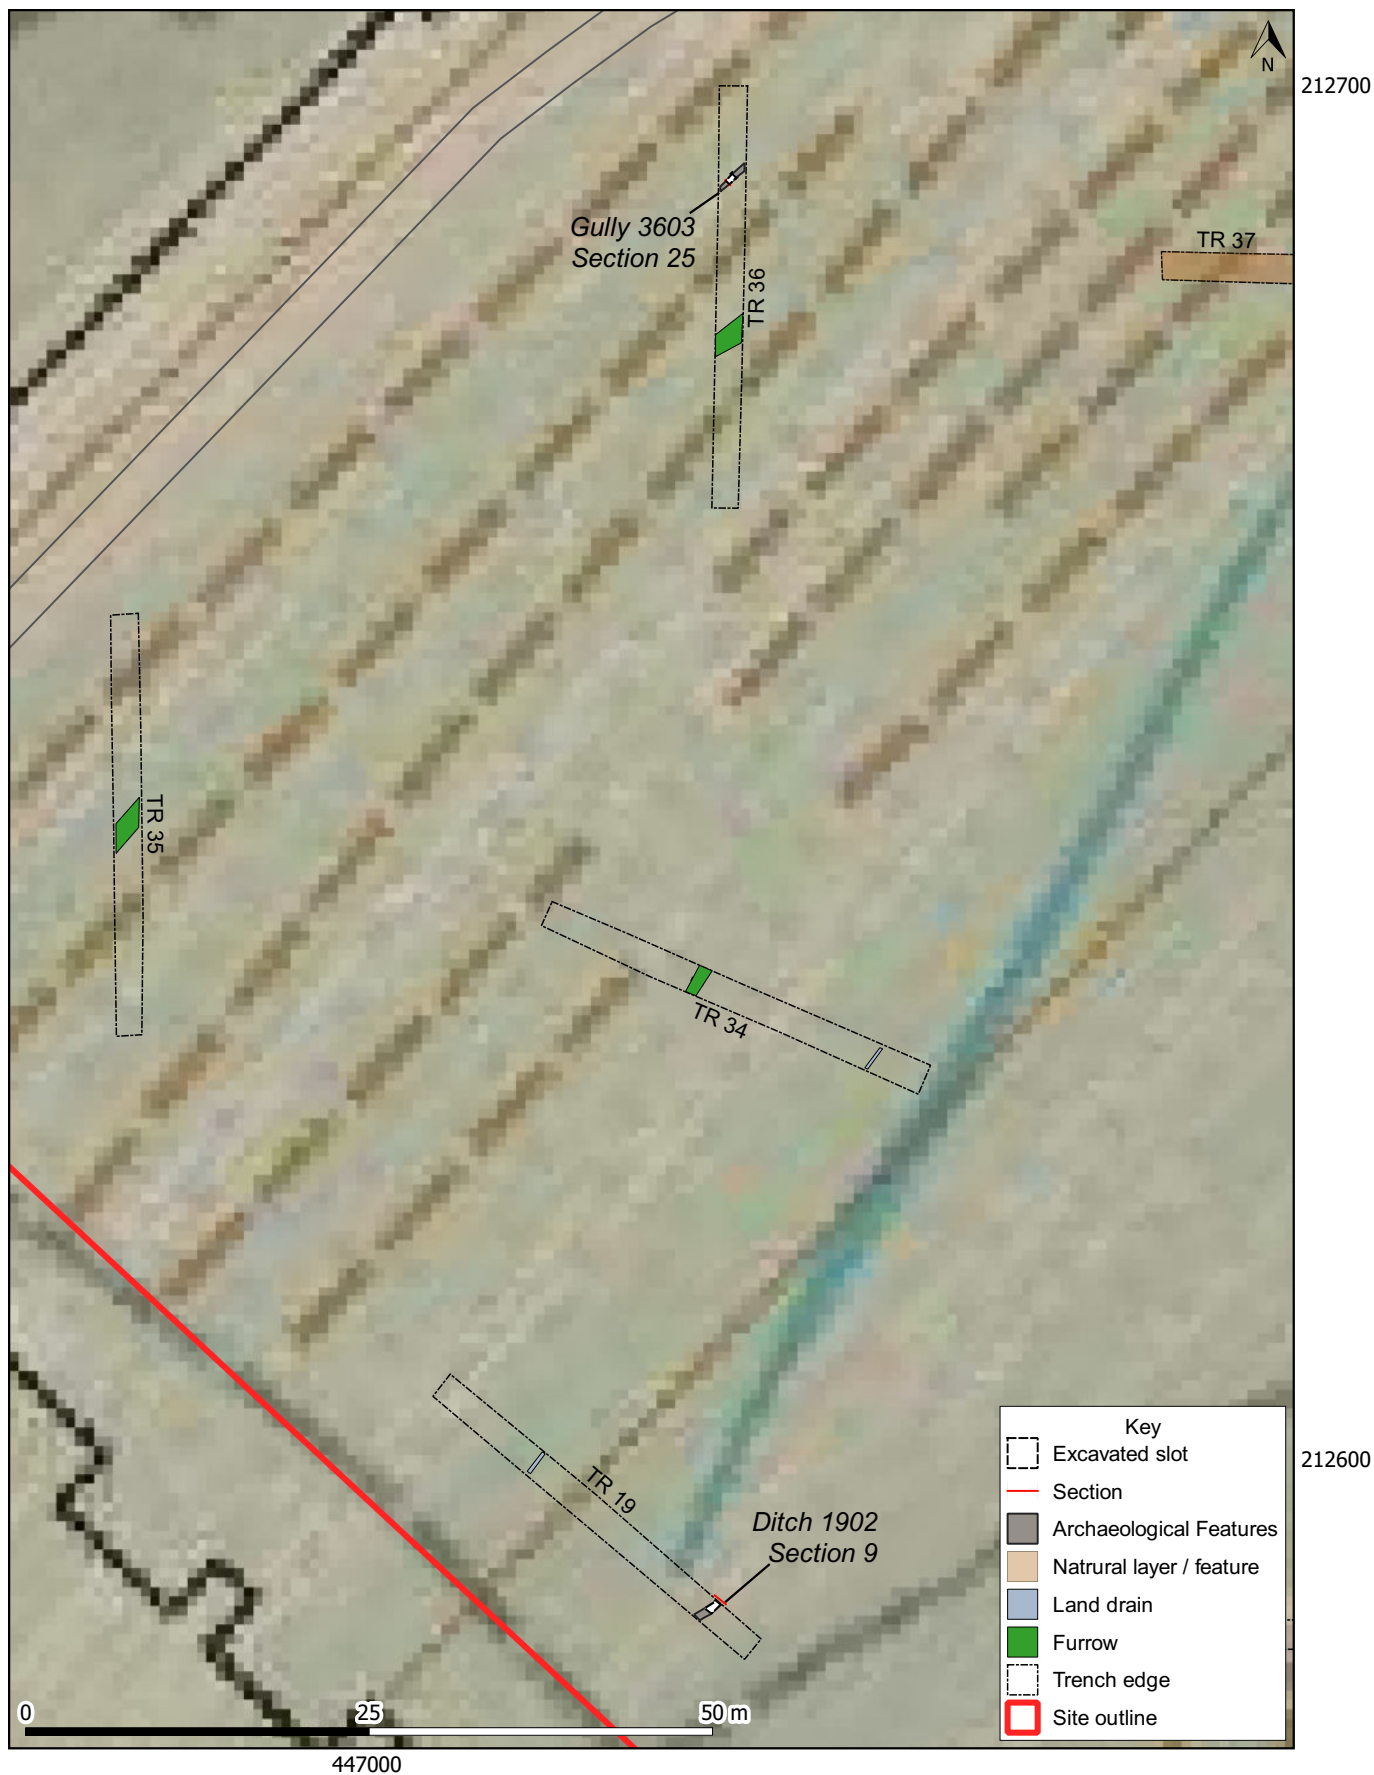 N
212700
Gully 3603
Section 25
TR 37
TR 36
TR 35
TR 34
TR 19
212600
Ditch 1902
Section 9
Key
Excavated slot
Section
Archaeological Features
Natrural layer / feature
Land drain
Furrow
Trench edge
Site outline
0 25 50 m
447000